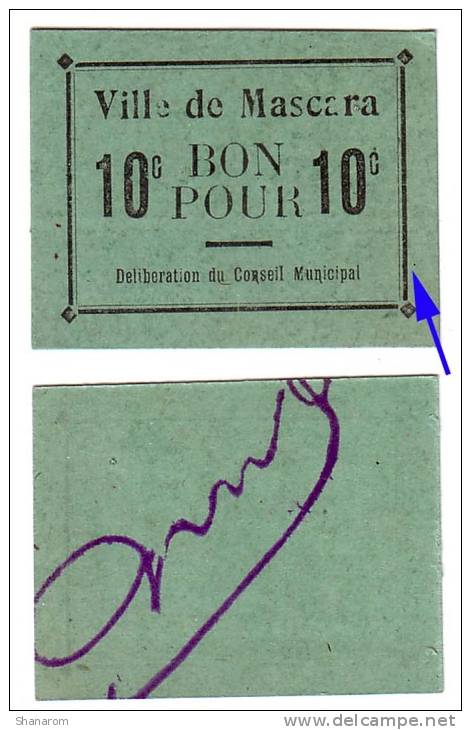 Ville de Mascara
10c BON POUR 10c
Deliberation du Conseil Municipal
Shanarom
www.delcampe.net